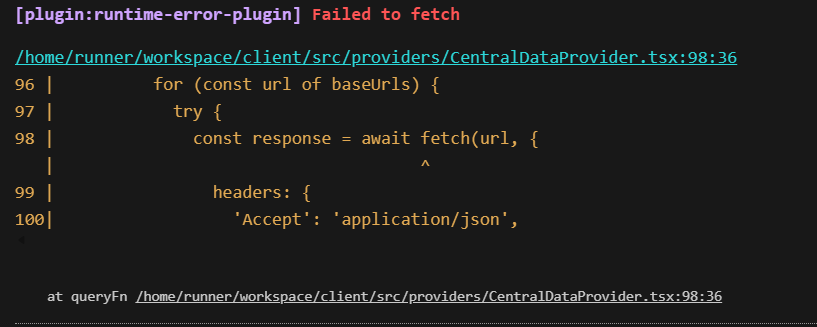 [plugin:runtime-error-plugin] Failed to fetch
/home/runner/workspace/client/src/providers/CentralDataProvider.tsx:98:36
96 |          for (const url of baseUrls) {
97 |            try {
98 |              const response = await fetch(url, {
   |                                     ^
99 |                headers: {
100|                  'Accept': 'application/json',
at queryFn /home/runner/workspace/client/src/providers/CentralDataProvider.tsx:98:36